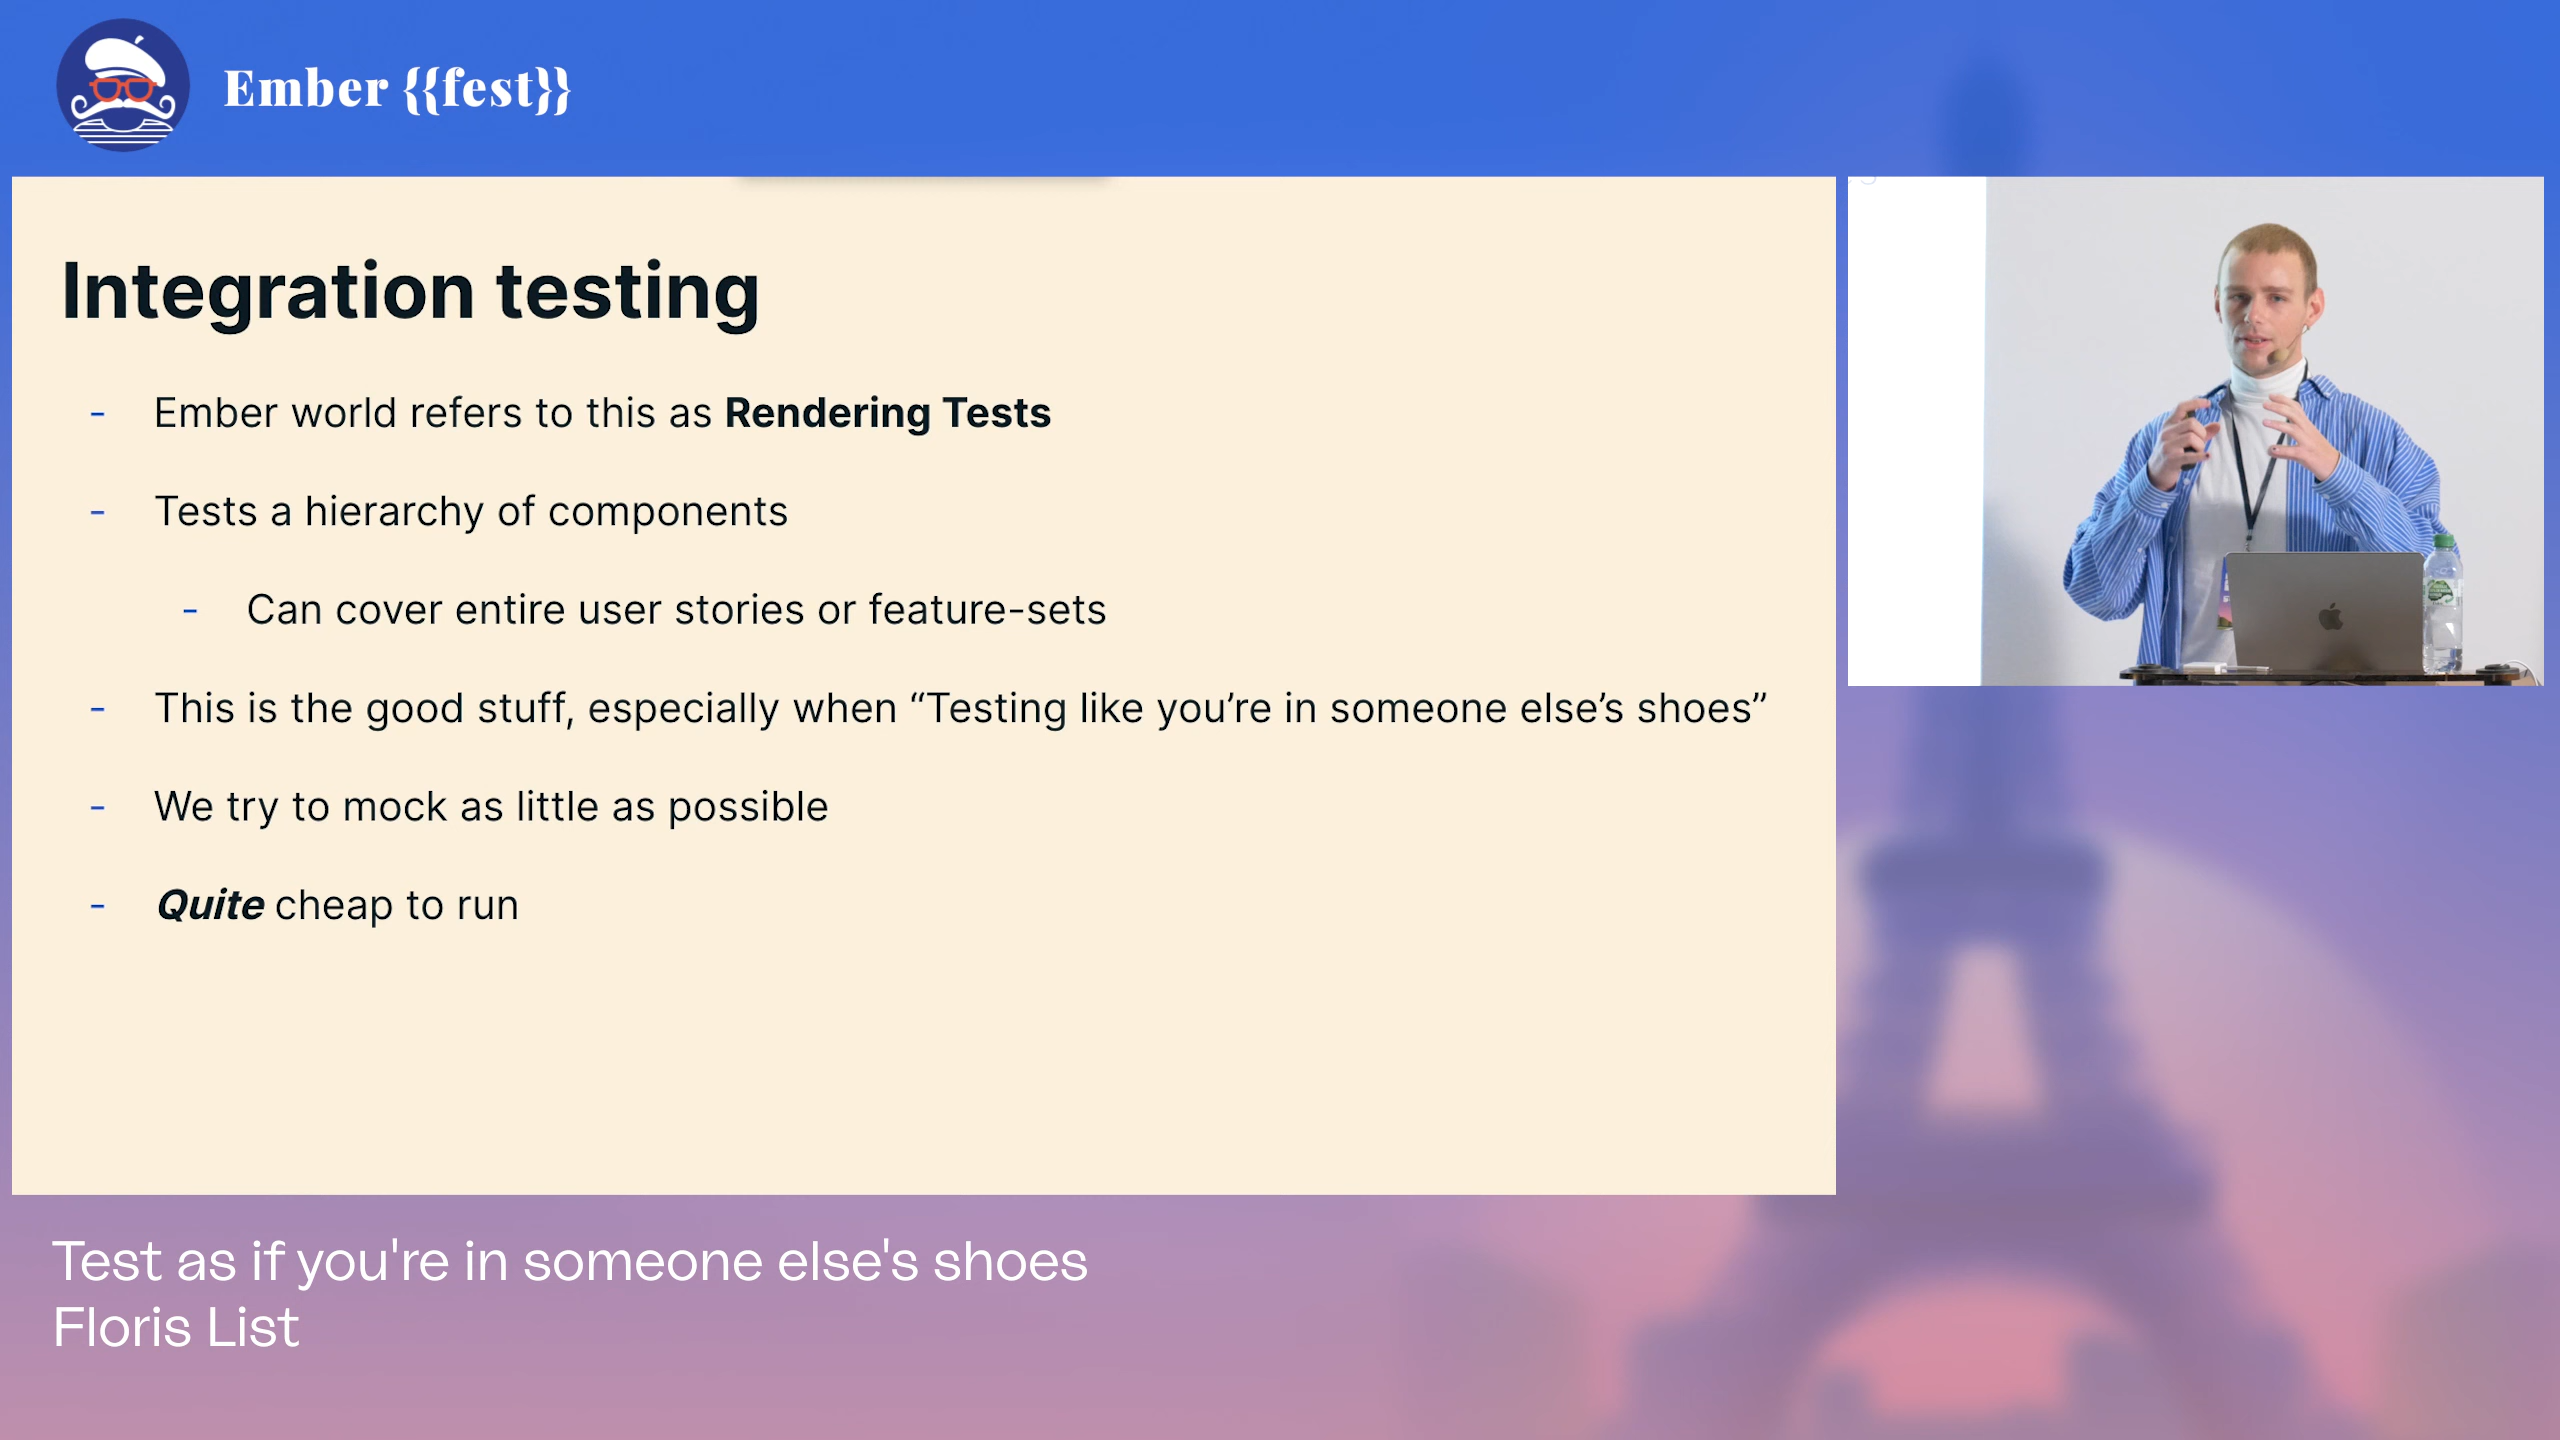 Ember {{fest}}
Integration testing
- Ember world refers to this as Rendering Tests
- Tests a hierarchy of components
- Can cover entire user stories or feature-sets
- This is the good stuff, especially when “Testing like you’re in someone else’s shoes”
- We try to mock as little as possible
- Quite cheap to run
Test as if you're in someone else's shoes
Floris List